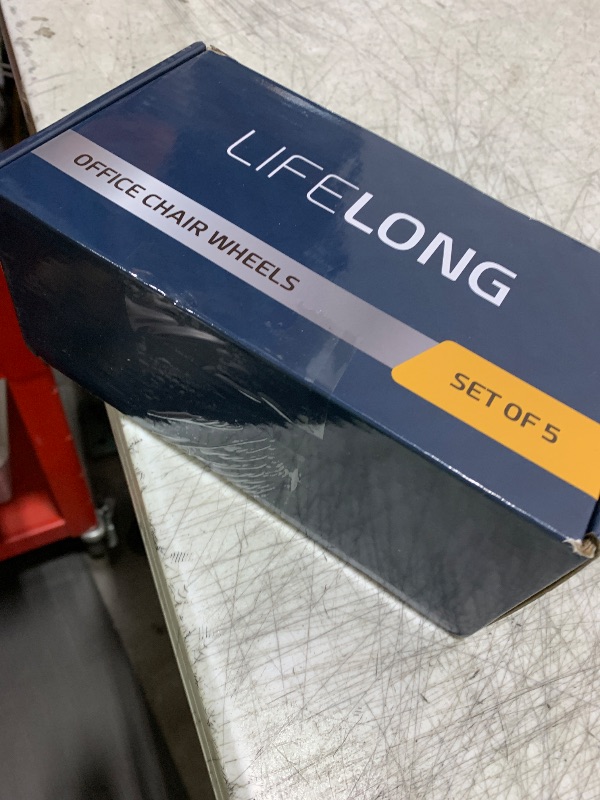 LIFELONG
OFFICE CHAIR WHEELS
SET OF 5